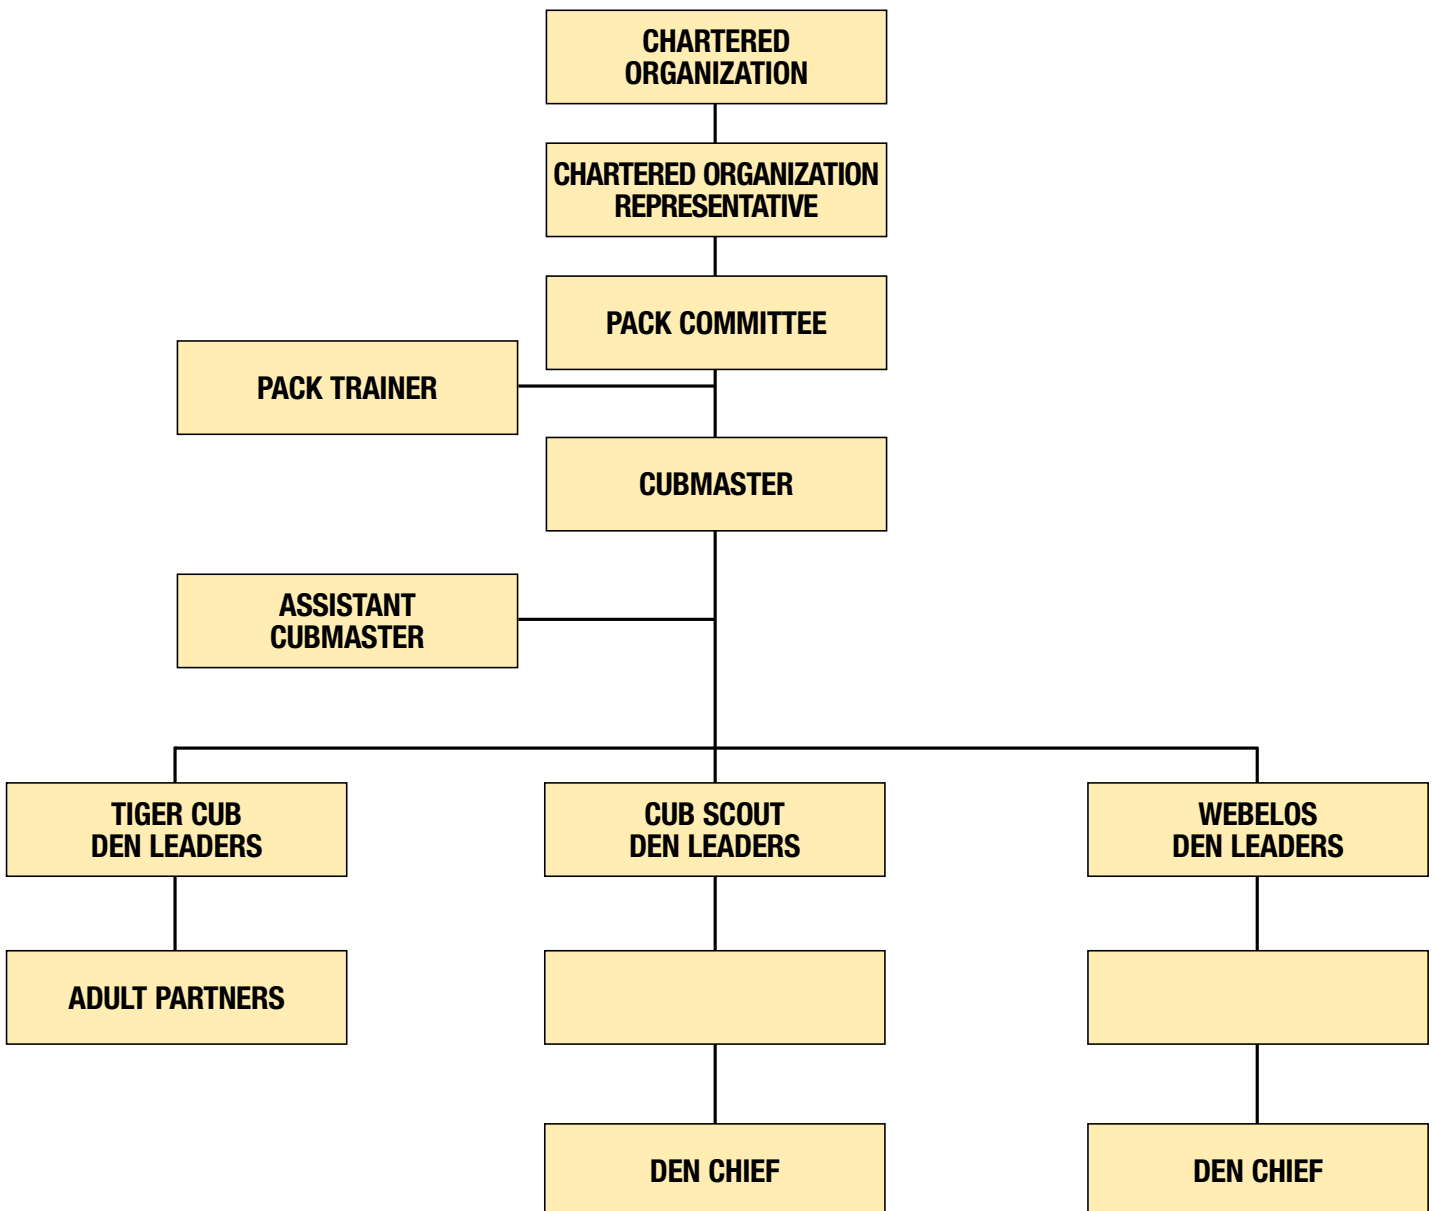 CHARTERED
ORGANIZATION
CHARTERED ORGANIZATION
REPRESENTATIVE
PACK COMMITTEE
PACK TRAINER
CUBMASTER
ASSISTANT
CUBMASTER
TIGER CUB
DEN LEADERS
CUB SCOUT
DEN LEADERS
WEBELOS
DEN LEADERS
ADULT PARTNERS
DEN CHIEF
DEN CHIEF